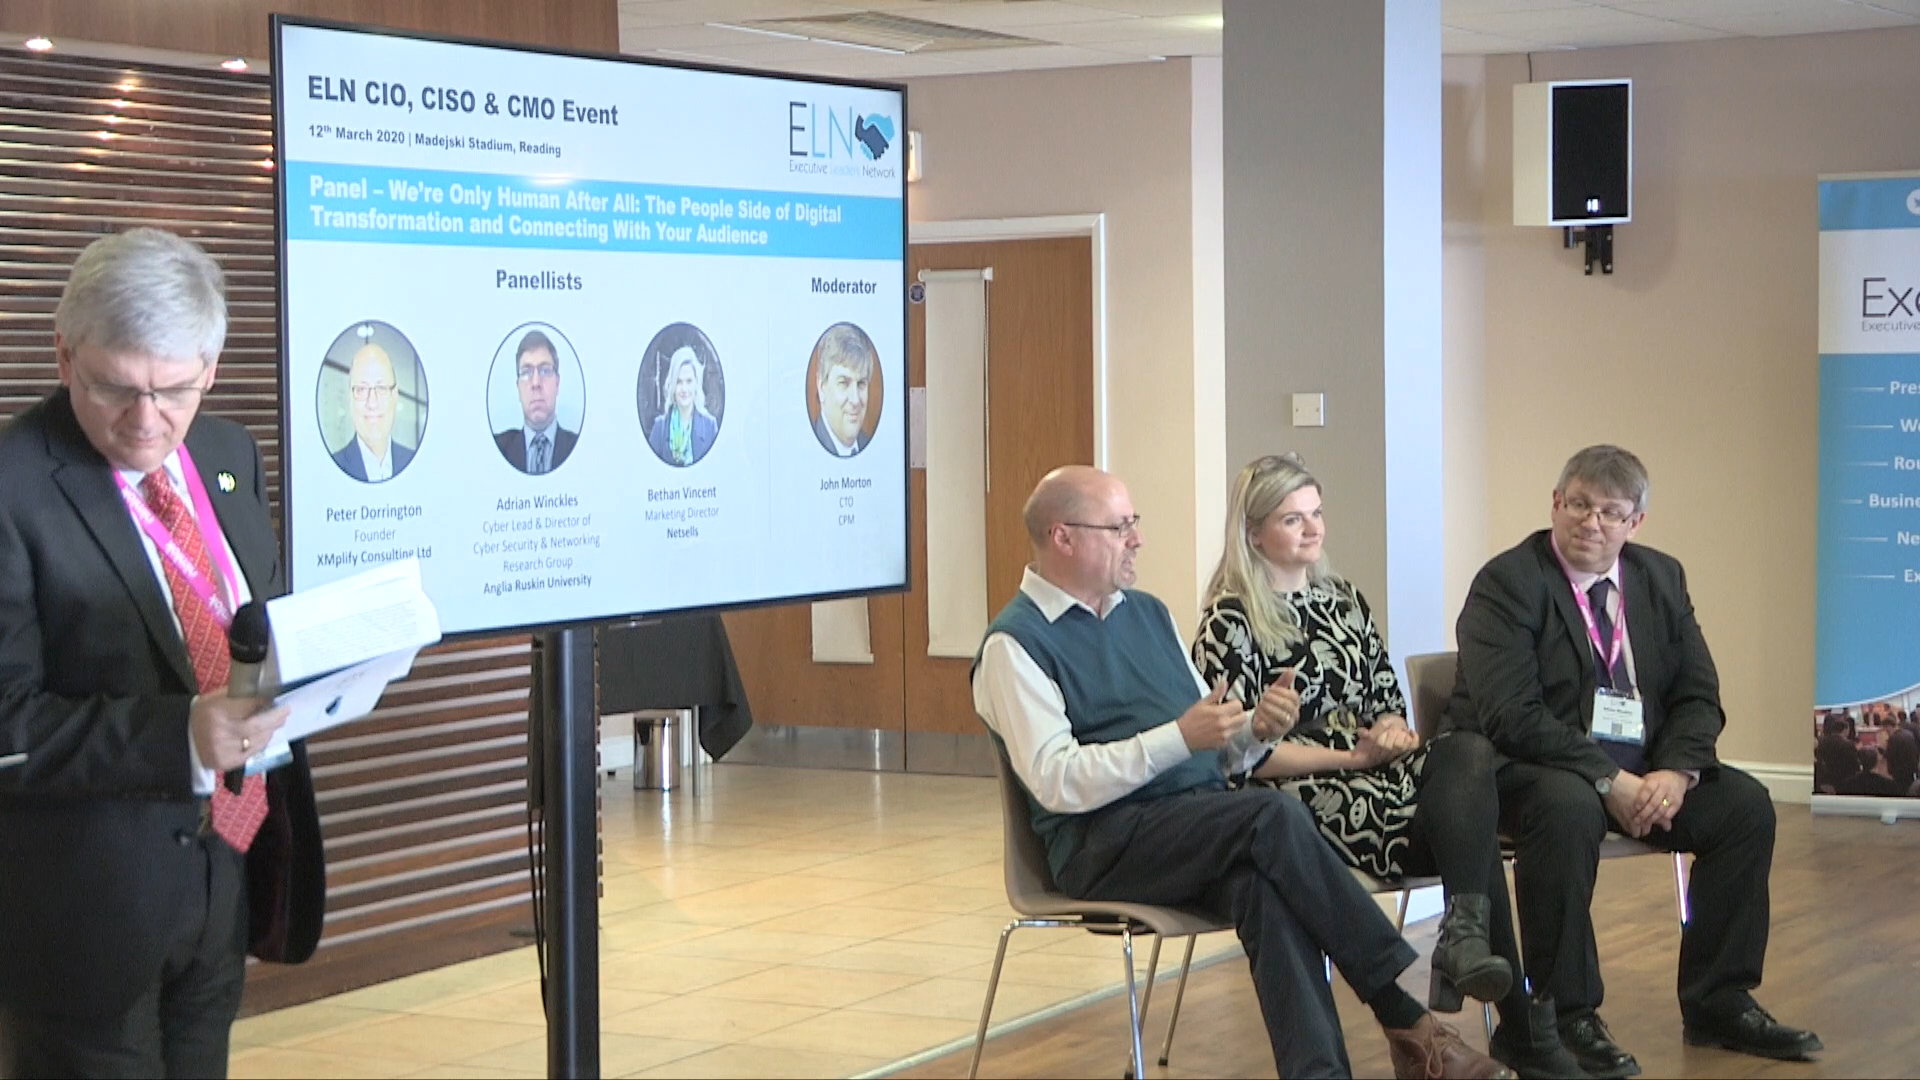 ELN CIO, CISO & CMO Event
12th March 2020 | Madejski Stadium, Reading
ELN
Executive Leaders Network
Panel – We're Only Human After All: The People Side of Digital
Transformation and Connecting With Your Audience
Panellists
Moderator
Peter Dorrington
Founder
XMplify Consulting Ltd
Adrian Winckles
Cyber Lead & Director of
Cyber Security & Networking
Research Group
Anglia Ruskin University
Bethan Vincent
Marketing Director
Netsells
John Morton
CTO
CPM
Exe
Executive
Pres
Rou
Busine
Ne
Ex